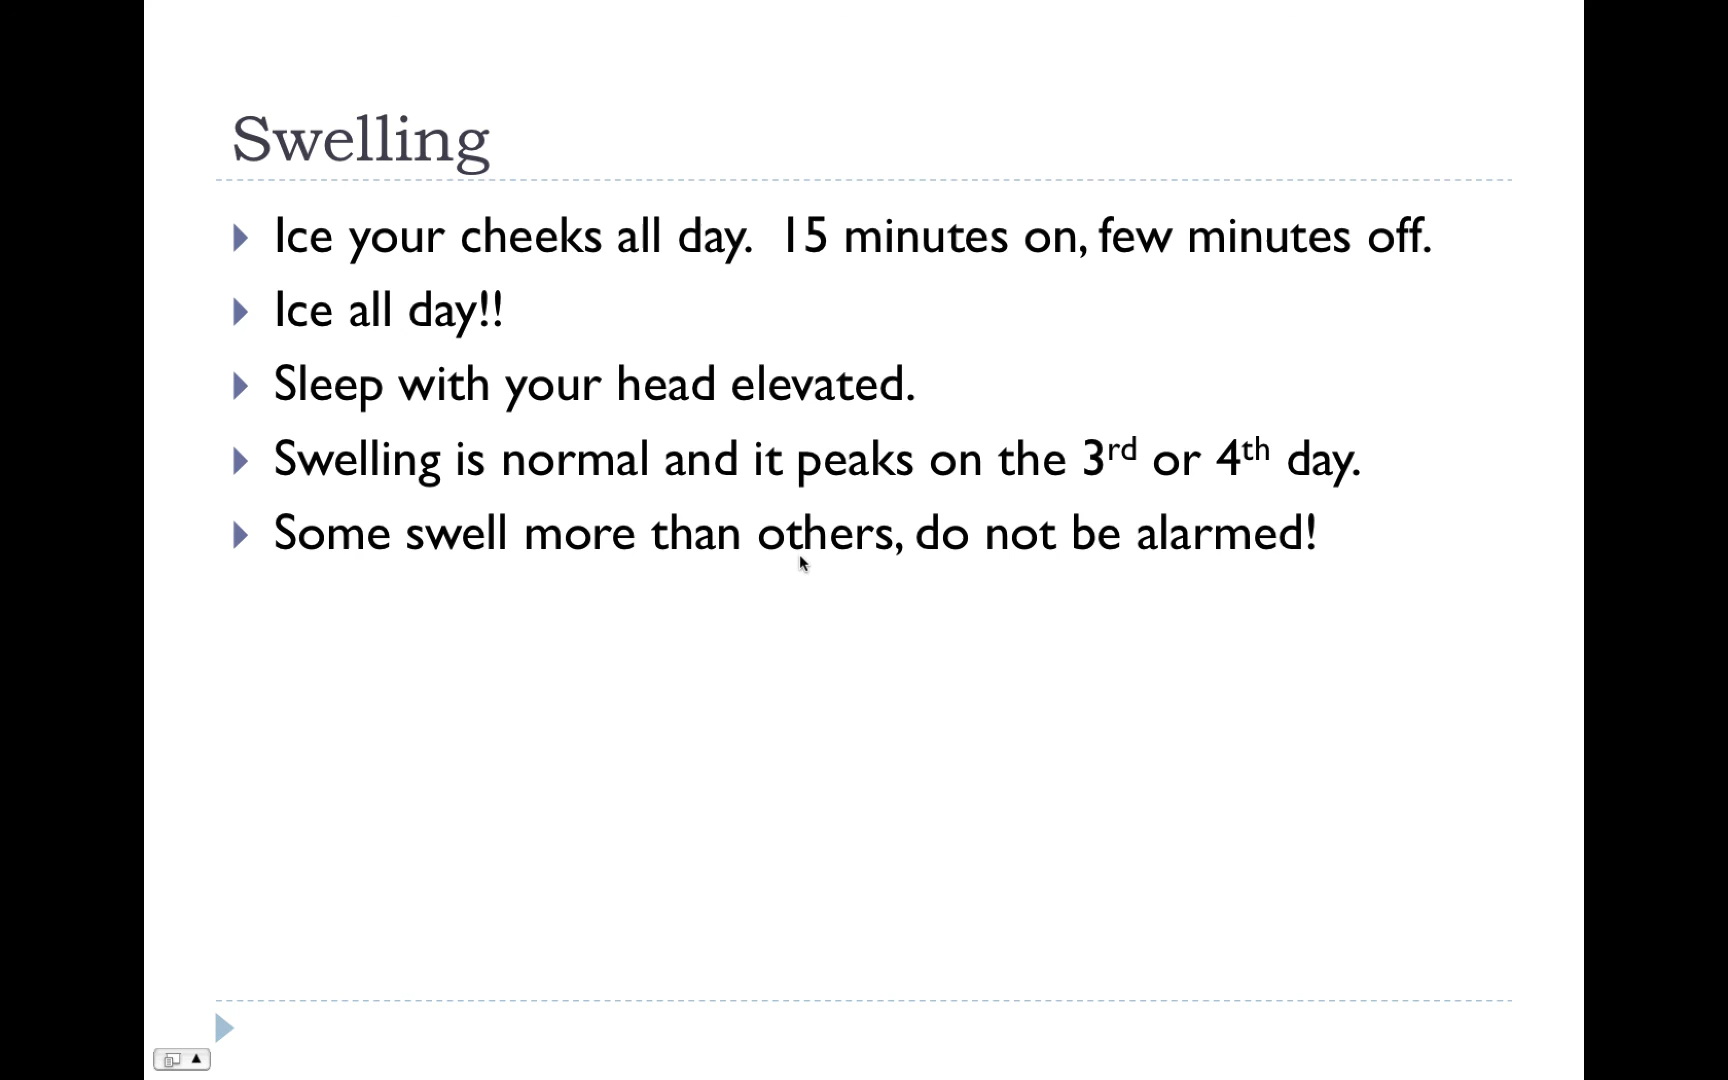 Swelling
Ice your cheeks all day.  15 minutes on, few minutes off.
Ice all day!!
Sleep with your head elevated.
Swelling is normal and it peaks on the 3rd or 4th day.
Some swell more than others, do not be alarmed!